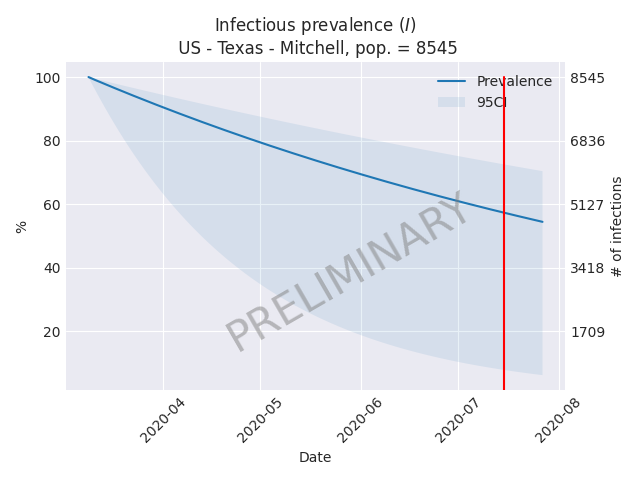 Infectious prevalence (I)
US - Texas - Mitchell, pop. = 8545
Prevalence
95CI
100
80
60
40
20
%
8545
6836
5127
3418
1709
# of infections
PRELIMINARY
2020-04
2020-05
2020-06
2020-07
2020-08
Date